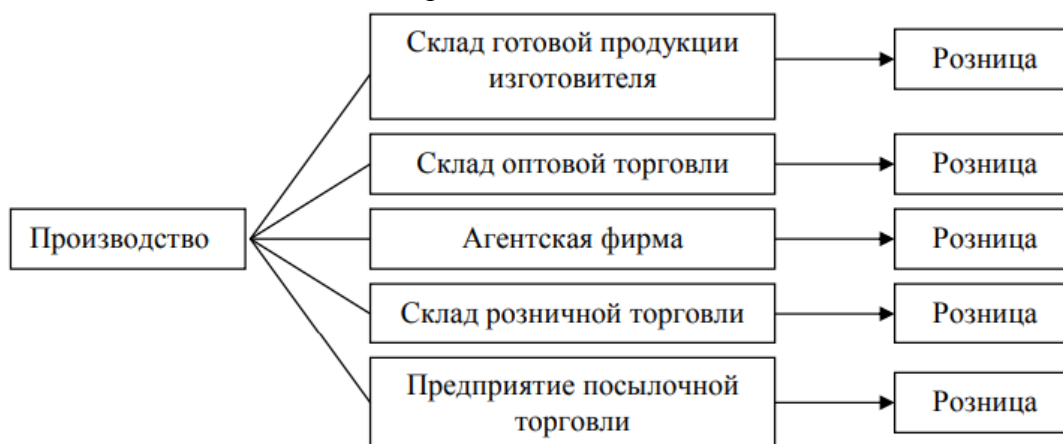 Склад готовой продукции
изготовителя
Розница
Склад оптовой торговли
Розница
Производство
Агентская фирма
Розница
Склад розничной торговли
Розница
Предприятие посылочной
торговли
Розница